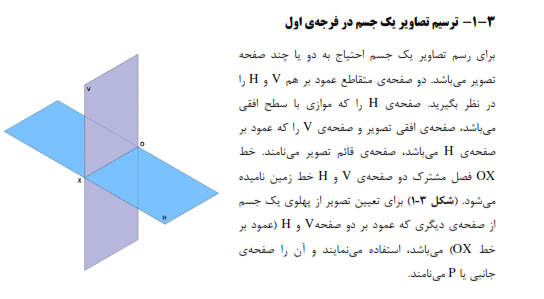 ۳-۱- ترسیم تصاویر یک جسم در فرجه‌ی اول
برای رسم تصاویر یک جسم احتیاج به دو یا چند صفحه
تصویر می‌باشد. دو صفحه‌ی متقاطع عمود بر هم V و H را
در نظر بگیرید. صفحه‌ی H را که موازی با سطح افقی
می‌باشد، صفحه‌ی افقی تصویر و صفحه‌ی V را که عمود بر
صفحه‌ی H می‌باشد، صفحه‌ی قائم تصویر می‌نامند. خط
OX فصل مشترک دو صفحه‌ی V و H خط زمین نامیده
می‌شود. (شکل ۳-۱) برای تعیین تصویر از پهلوی یک جسم
از صفحه‌ی دیگری که عمود بر دو صفحهV و H (عمود بر
خط OX) می‌باشد، استفاده می‌نمایند و آن را صفحه‌ی
جانبی یا P می‌نامند.
V
O
X
H